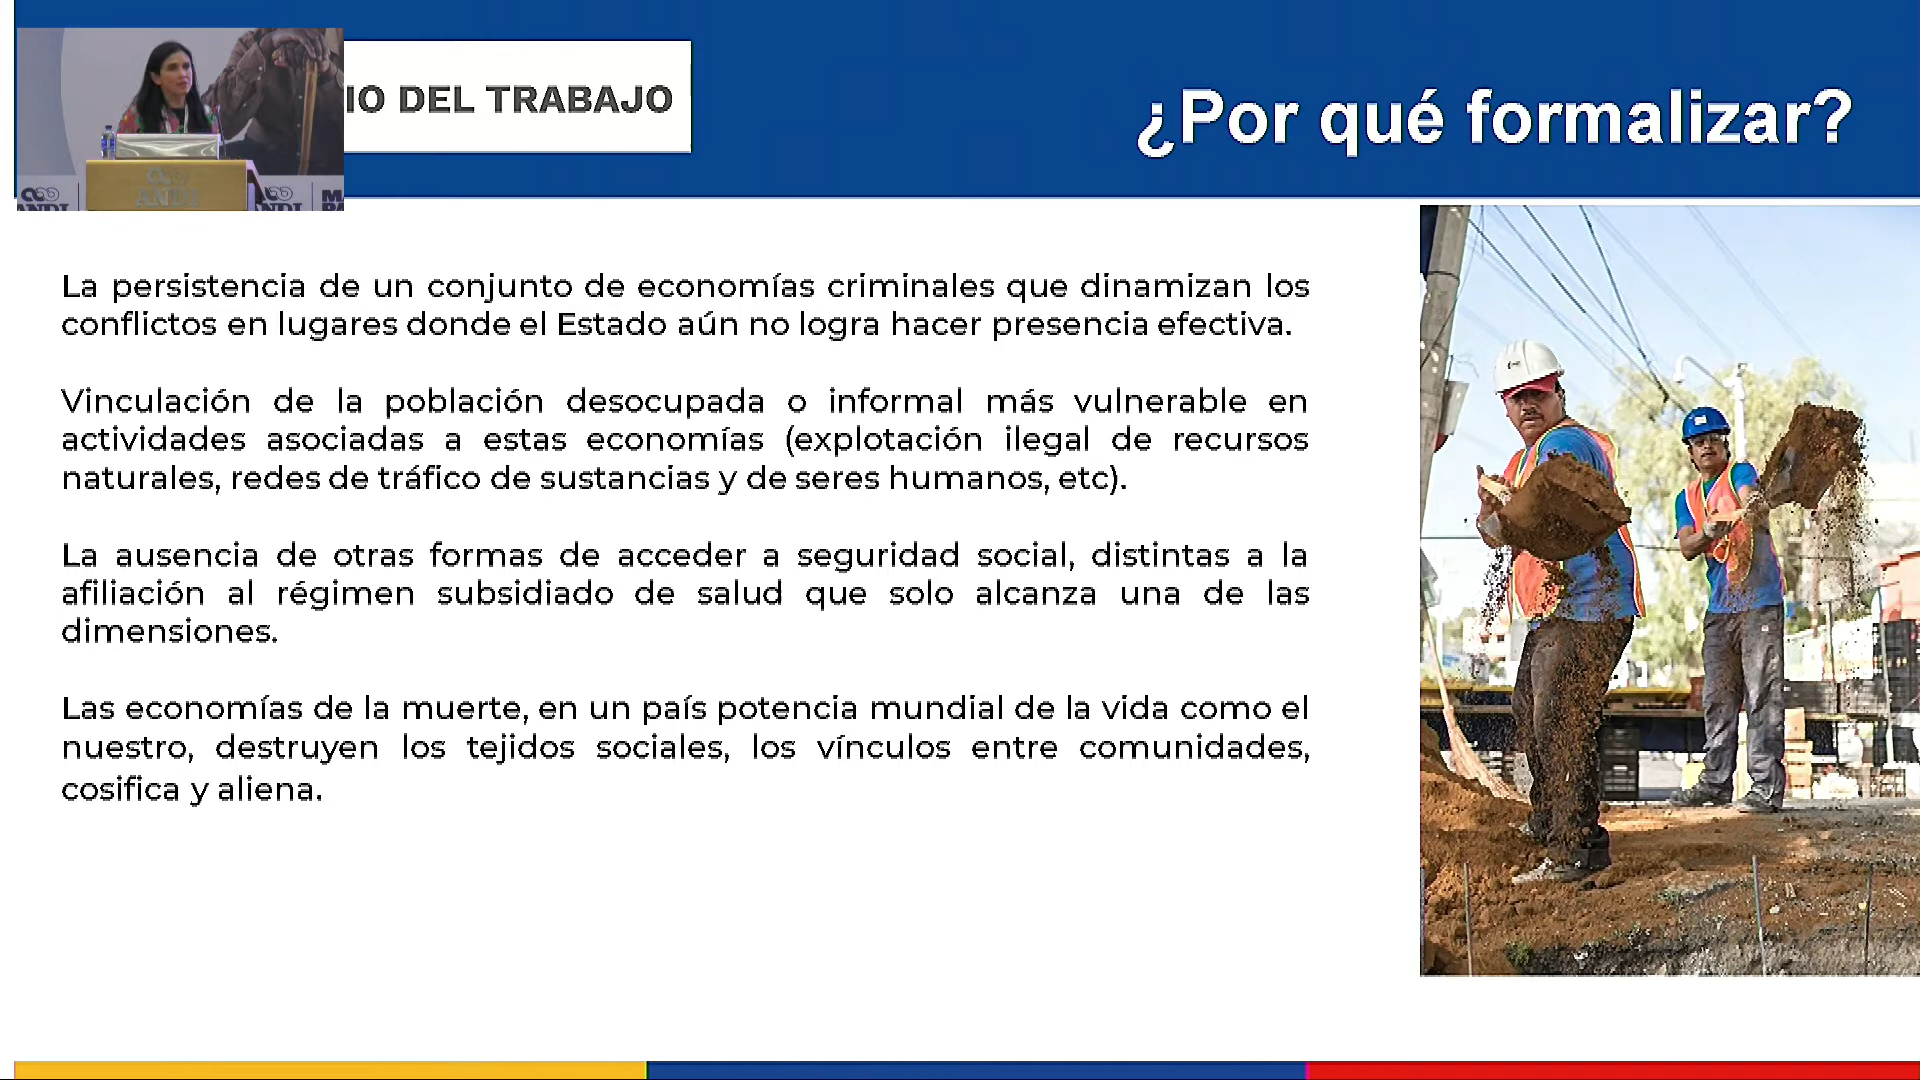 IO DEL TRABAJO
¿Por qué formalizar?
ANDI
La persistencia de un conjunto de economías criminales que dinamizan los
conflictos en lugares donde el Estado aún no logra hacer presencia efectiva.
Vinculación de la población desocupada o informal más vulnerable en
actividades asociadas a estas economías (explotación ilegal de recursos
naturales, redes de tráfico de sustancias y de seres humanos, etc).
La ausencia de otras formas de acceder a seguridad social, distintas a la
afiliación al régimen subsidiado de salud que solo alcanza una de las
dimensiones.
Las economías de la muerte, en un país potencia mundial de la vida como el
nuestro, destruyen los tejidos sociales, los vínculos entre comunidades,
cosifica y aliena.